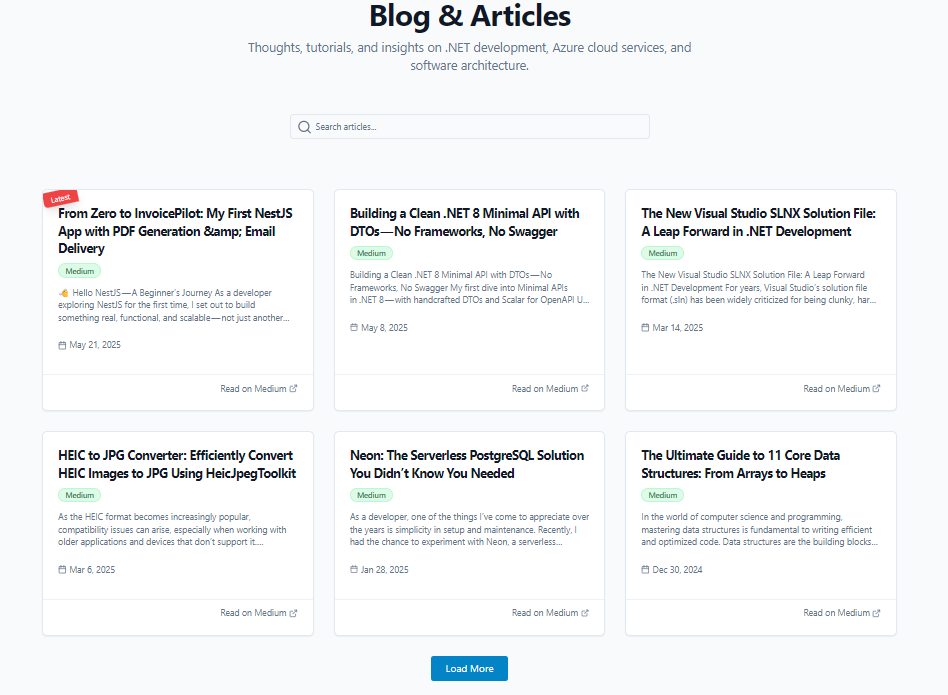 Blog & Articles
Thoughts, tutorials, and insights on .NET development, Azure cloud services, and
software architecture.
Search articles...
Latest
From Zero to InvoicePilot: My First NestJS
App with PDF Generation &amp; Email
Delivery
Medium
👋 Hello NestJS — A Beginner's Journey As a developer
exploring NestJS for the first time, I set out to build
something real, functional, and scalable — not just another...
May 21, 2025
Read on Medium
Building a Clean .NET 8 Minimal API with
DTOs — No Frameworks, No Swagger
Medium
Building a Clean .NET 8 Minimal API with DTOs — No
Frameworks, No Swagger My first dive into Minimal APIs
in .NET 8 — with handcrafted DTOs and Scalar for OpenAPI U...
May 8, 2025
Read on Medium
The New Visual Studio SLNX Solution File:
A Leap Forward in .NET Development
Medium
The New Visual Studio SLNX Solution File: A Leap Forward
in .NET Development For years, Visual Studio's solution file
format (.sln) has been widely criticized for being clunky, har...
Mar 14, 2025
Read on Medium
HEIC to JPG Converter: Efficiently Convert
HEIC Images to JPG Using HeicJpegToolkit
Medium
As the HEIC format becomes increasingly popular,
compatibility issues can arise, especially when working with
older applications and devices that don't support it....
Mar 6, 2025
Read on Medium
Neon: The Serverless PostgreSQL Solution
You Didn't Know You Needed
Medium
As a developer, one of the things I've come to appreciate over
the years is simplicity in setup and maintenance. Recently, I
had the chance to experiment with Neon, a serverless...
Jan 28, 2025
Read on Medium
The Ultimate Guide to 11 Core Data
Structures: From Arrays to Heaps
Medium
In the world of computer science and programming,
mastering data structures is fundamental to writing efficient
and optimized code. Data structures are the building blocks...
Dec 30, 2024
Read on Medium
Load More